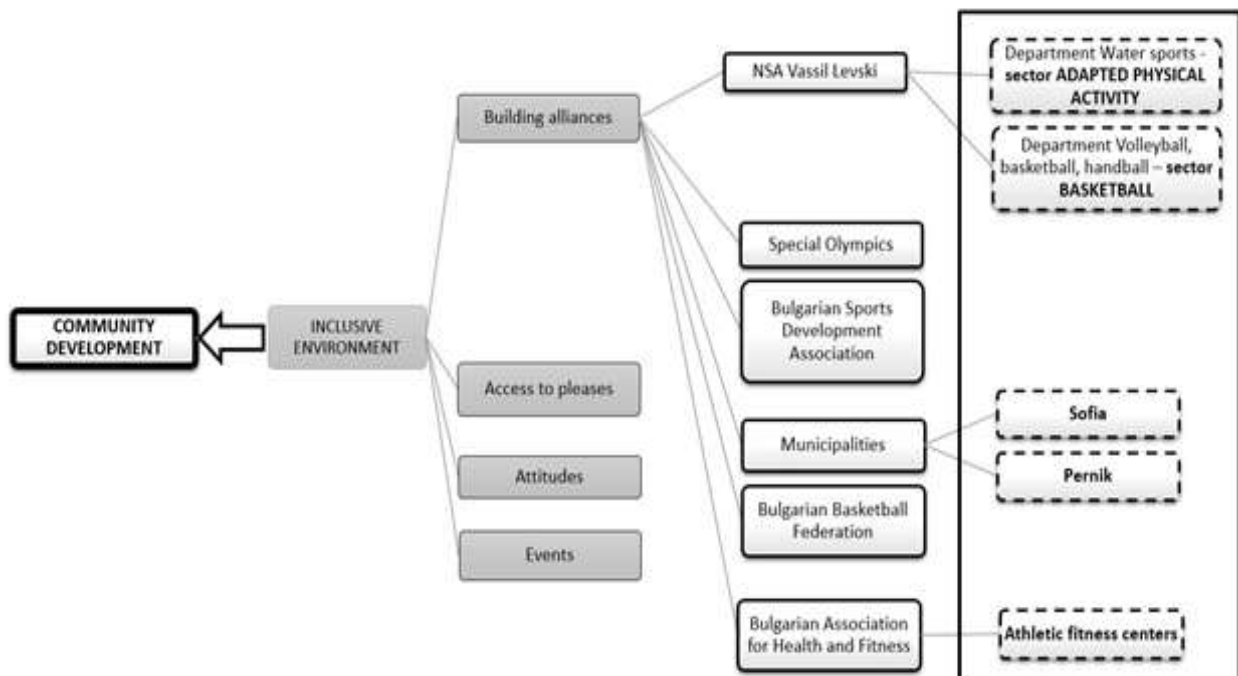 COMMUNITY
DEVELOPMENT
INCLUSIVE
ENVIRONMENT
Building alliances
Access to pleases
Attitudes
Events
NSA Vassil Levski
Special Olympics
Bulgarian Sports
Development
Association
Municipalities
Bulgarian Basketball
Federation
Bulgarian Association
for Health and Fitness
Department Water sports -
sector ADAPTED PHYSICAL
ACTIVITY
Department Volleyball,
basketball, handball – sector
BASKETBALL
Sofia
Pernik
Athletic fitness centers